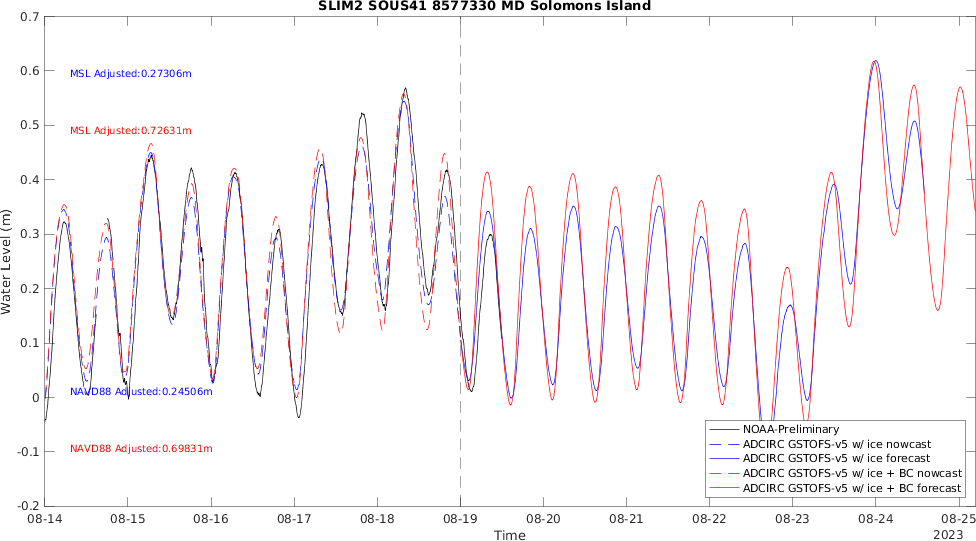 SLIM2 SOUS41 8577330 MD Solomons Island
0.7
0.6
0.5
0.4
0.3
0.2
0.1
0
-0.1
-0.2
Water Level (m)
MSL Adjusted:0.27306m
MSL Adjusted:0.72631m
NAVD88 Adjusted:0.24506m
NAVD88 Adjusted:0.69831m
NOAA-Preliminary
ADCIRC GSTOFS-v5 w/ ice nowcast
ADCIRC GSTOFS-v5 w/ ice forecast
ADCIRC GSTOFS-v5 w/ ice + BC nowcast
ADCIRC GSTOFS-v5 w/ ice + BC forecast
08-14 08-15 08-16 08-17 08-18 08-19 08-20 08-21 08-22 08-23 08-24 08-25
Time
2023